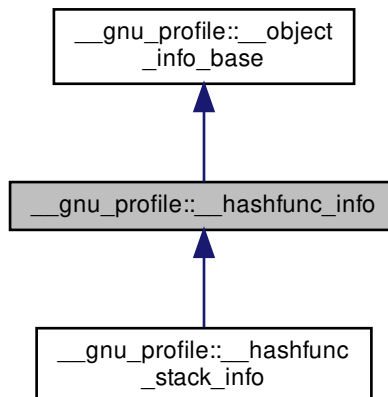 __gnu_profile::__object
_info_base
__gnu_profile::__hashfunc_info
__gnu_profile::__hashfunc
_stack_info